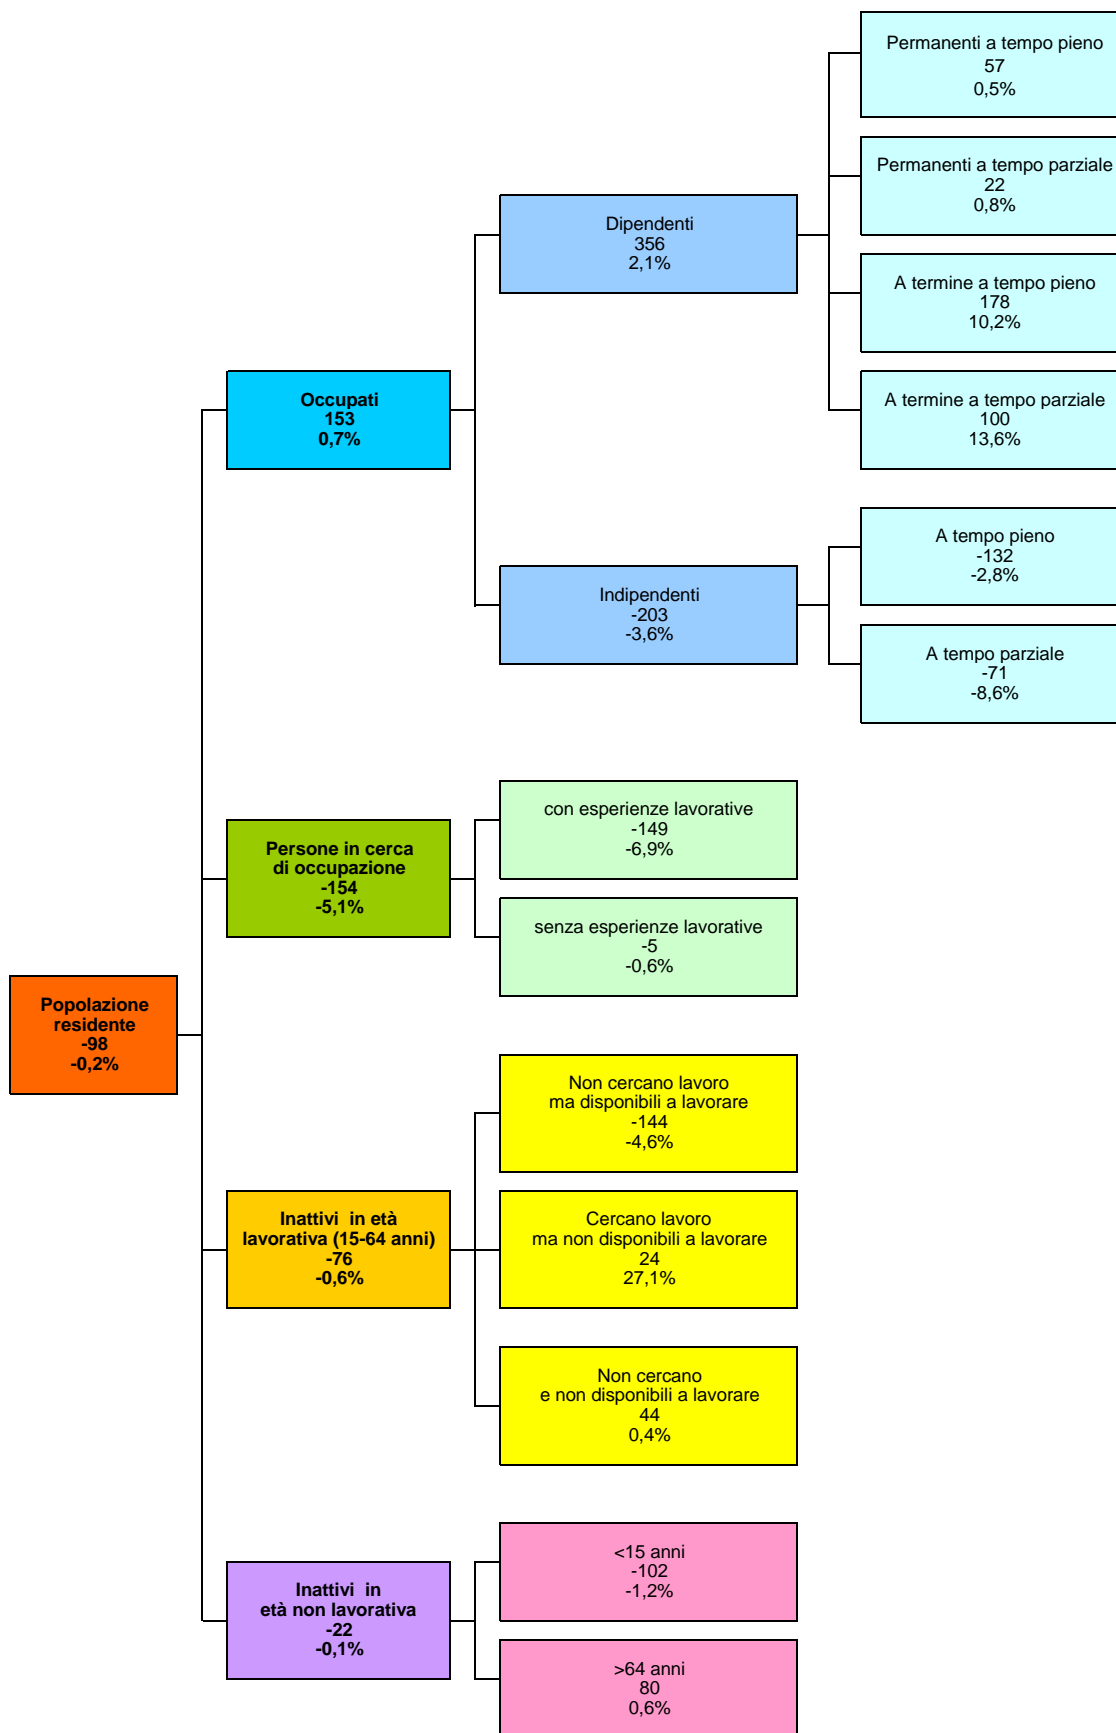 Permanenti a tempo pieno
57
0,5%
Permanenti a tempo parziale
22
0,8%
Dipendenti
356
2,1%
A termine a tempo pieno
178
10,2%
Occupati
153
0,7%
A termine a tempo parziale
100
13,6%
A tempo pieno
-132
-2,8%
Indipendenti
-203
-3,6%
A tempo parziale
-71
-8,6%
con esperienze lavorative
-149
-6,9%
Persone in cerca
di occupazione
-154
-5,1%
senza esperienze lavorative
-5
-0,6%
Popolazione
residente
-98
-0,2%
Non cercano lavoro
ma disponibili a lavorare
-144
-4,6%
Inattivi in età
lavorativa (15-64 anni)
-76
-0,6%
Cercano lavoro
ma non disponibili a lavorare
24
27,1%
Non cercano
e non disponibili a lavorare
44
0,4%
<15 anni
-102
-1,2%
Inattivi in
età non lavorativa
-22
-0,1%
>64 anni
80
0,6%